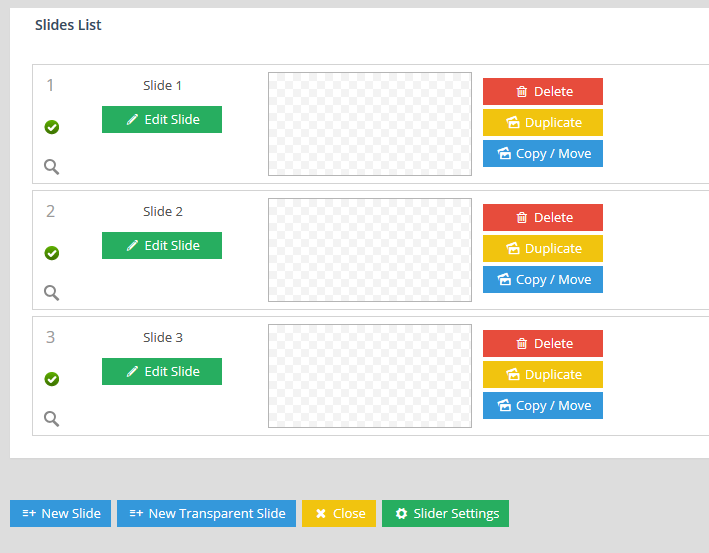 Slides List
1
Slide 1
Edit Slide
Delete
Duplicate
Copy / Move
2
Slide 2
Edit Slide
Delete
Duplicate
Copy / Move
3
Slide 3
Edit Slide
Delete
Duplicate
Copy / Move
New Slide
New Transparent Slide
Close
Slider Settings